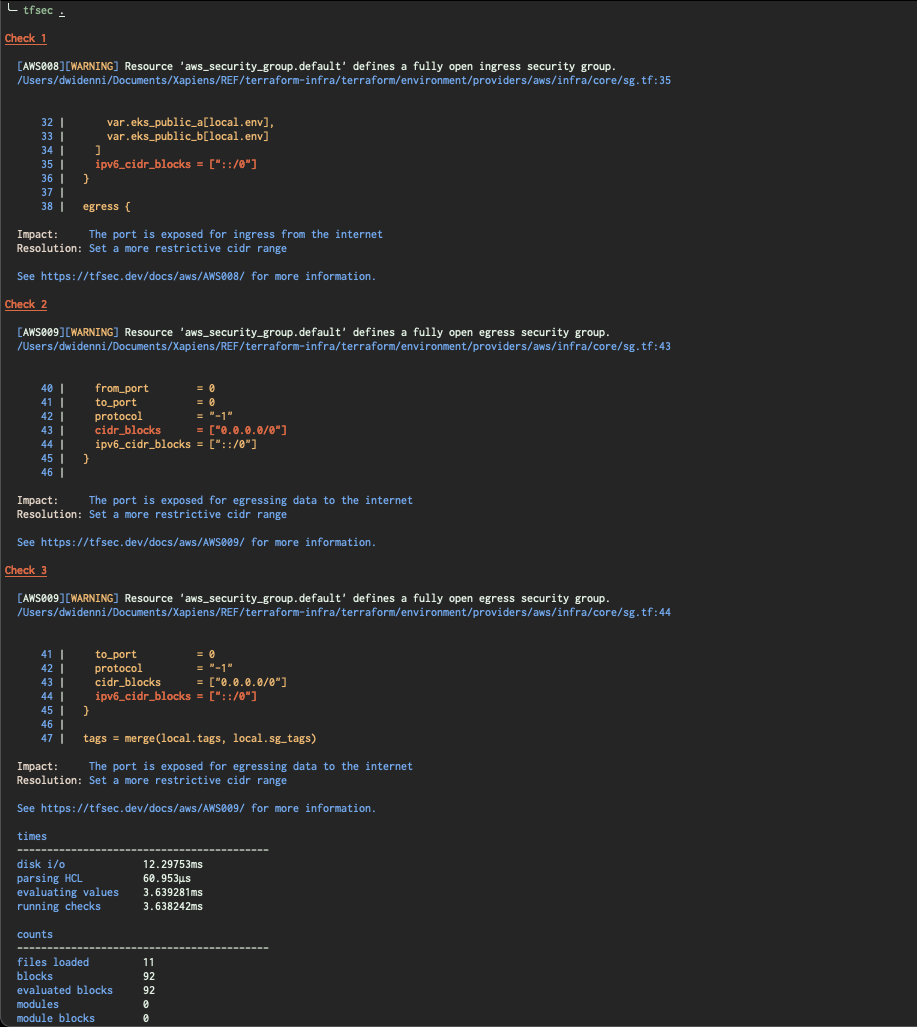 ╰─ tfsec .
Check 1
[AWS008][WARNING] Resource 'aws_security_group.default' defines a fully open ingress security group.
/Users/dwidenni/Documents/Xapiens/REF/terraform-infra/terraform/environment/providers/aws/infra/core/sg.tf:35
32 |       var.eks_public_a[local.env],
33 |       var.eks_public_b[local.env]
34 |     ]
35 |     ipv6_cidr_blocks = ["::/0"]
36 |   }
37 |
38 |   egress {
Impact:     The port is exposed for ingress from the internet
Resolution: Set a more restrictive cidr range
See https://tfsec.dev/docs/aws/AWS008/ for more information.
Check 2
[AWS009][WARNING] Resource 'aws_security_group.default' defines a fully open egress security group.
/Users/dwidenni/Documents/Xapiens/REF/terraform-infra/terraform/environment/providers/aws/infra/core/sg.tf:43
40 |     from_port        = 0
41 |     to_port          = 0
42 |     protocol         = "-1"
43 |     cidr_blocks      = ["0.0.0.0/0"]
44 |     ipv6_cidr_blocks = ["::/0"]
45 |   }
46 |
Impact:     The port is exposed for egressing data to the internet
Resolution: Set a more restrictive cidr range
See https://tfsec.dev/docs/aws/AWS009/ for more information.
Check 3
[AWS009][WARNING] Resource 'aws_security_group.default' defines a fully open egress security group.
/Users/dwidenni/Documents/Xapiens/REF/terraform-infra/terraform/environment/providers/aws/infra/core/sg.tf:44
41 |     to_port          = 0
42 |     protocol         = "-1"
43 |     cidr_blocks      = ["0.0.0.0/0"]
44 |     ipv6_cidr_blocks = ["::/0"]
45 |   }
46 |
47 |   tags = merge(local.tags, local.sg_tags)
Impact:     The port is exposed for egressing data to the internet
Resolution: Set a more restrictive cidr range
See https://tfsec.dev/docs/aws/AWS009/ for more information.
times
------------------------------------------
disk i/o             12.29753ms
parsing HCL          60.953µs
evaluating values    3.639281ms
running checks       3.638242ms
counts
------------------------------------------
files loaded         11
blocks               92
evaluated blocks     92
modules              0
module blocks        0